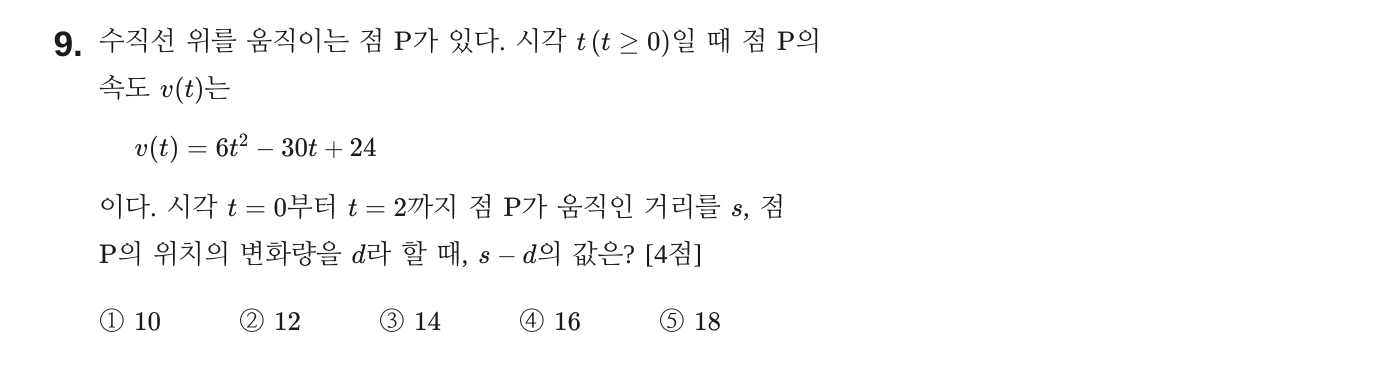 9. 수직선 위를 움직이는 점 P가 있다. 시각 t(t ≥ 0)일 때 점 P의
속도 v(t)는
v(t) = 6t² − 30t + 24
이다. 시각 t = 0부터 t = 2까지 점 P가 움직인 거리를 s, 점
P의 위치의 변화량을 d라 할 때, s − d의 값은? [4점]
① 10 ② 12 ③ 14 ④ 16 ⑤ 18